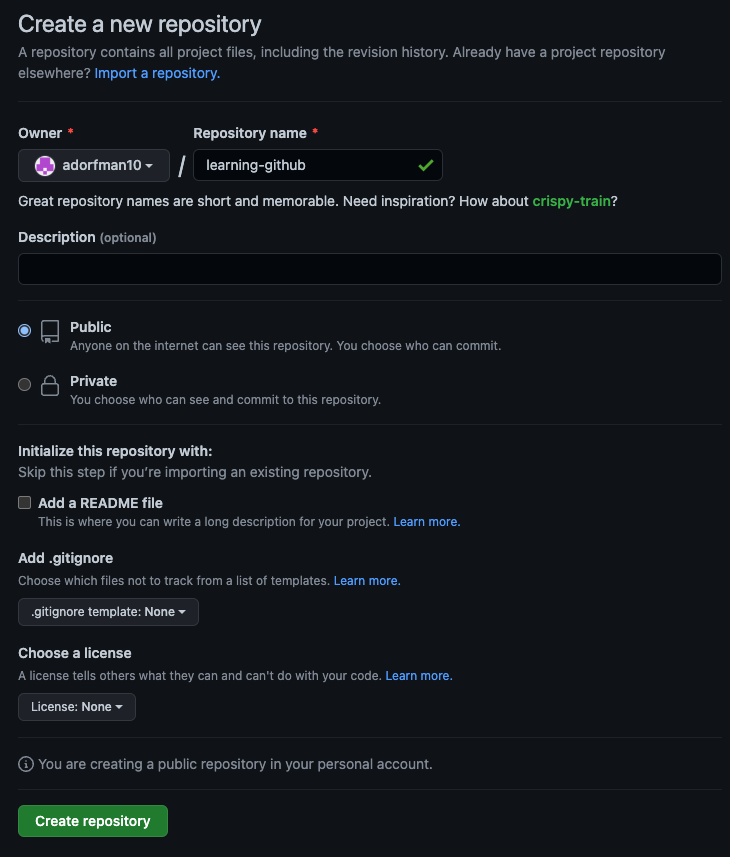 Create a new repository
A repository contains all project files, including the revision history. Already have a project repository
elsewhere? Import a repository.
Owner * Repository name *
adorfman10 / learning-github
Great repository names are short and memorable. Need inspiration? How about crispy-train?
Description (optional)
Public
Anyone on the internet can see this repository. You choose who can commit.
Private
You choose who can see and commit to this repository.
Initialize this repository with:
Skip this step if you’re importing an existing repository.
Add a README file
This is where you can write a long description for your project. Learn more.
Add .gitignore
Choose which files not to track from a list of templates. Learn more.
.gitignore template: None
Choose a license
A license tells others what they can and can't do with your code. Learn more.
License: None
You are creating a public repository in your personal account.
Create repository